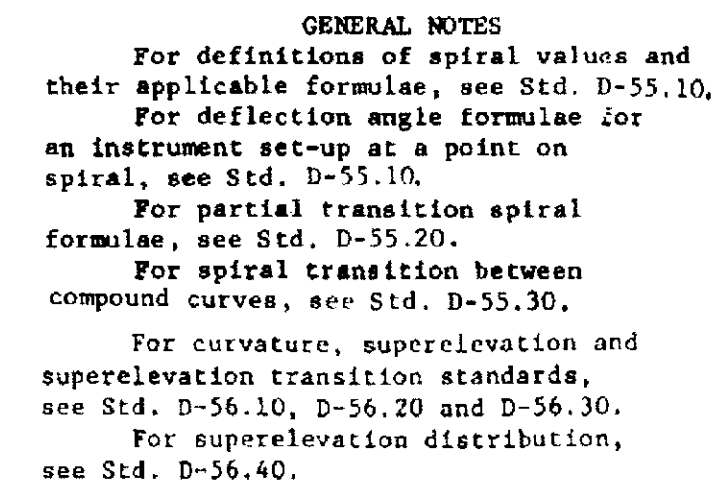 GENERAL NOTES
For definitions of spiral values and
their applicable formulae, see Std. D-55.10.
For deflection angle formulae for
an instrument set-up at a point on
spiral, see Std. D-55.10.
For partial transition spiral
formulae, see Std. D-55.20.
For spiral transition between
compound curves, see Std. D-55.30.
For curvature, superelevation and
superelevation transition standards,
see Std. D-56.10, D-56.20 and D-56.30.
For superelevation distribution,
see Std. D-56.40.